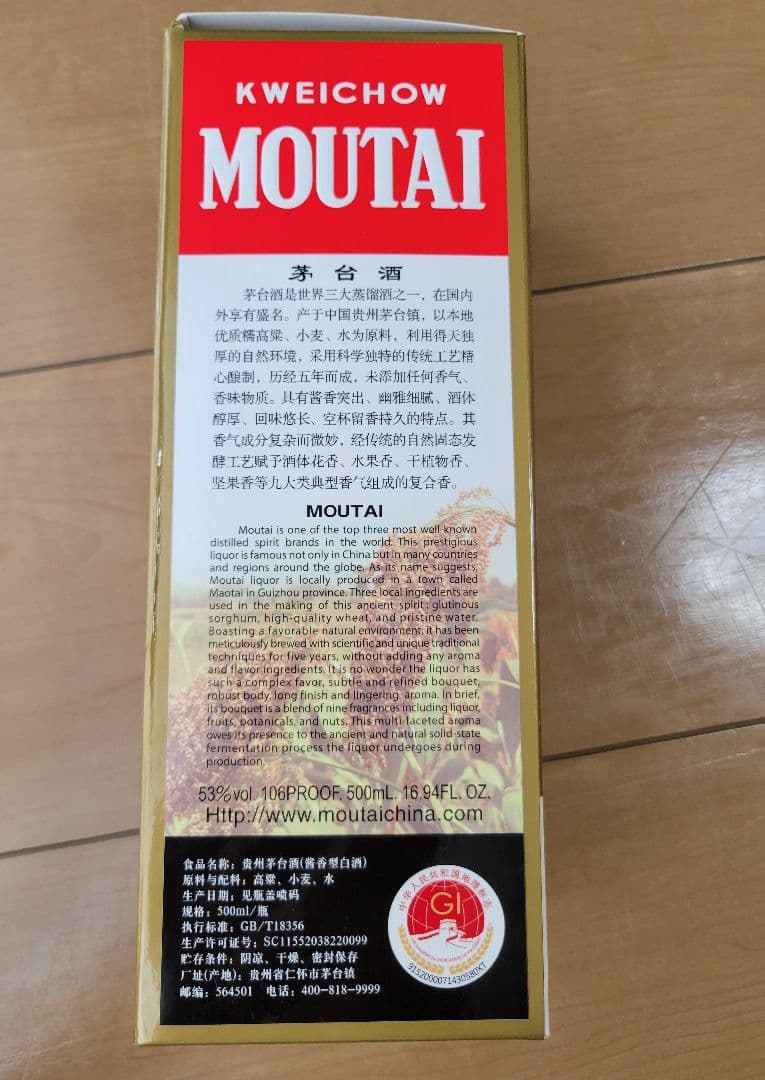 KWEICHOW
MOUTAI
茅台酒
茅台酒是世界三大蒸馏酒之一，在国内
外享有盛名。产于中国贵州茅台镇，以本地
优质糯高粱、小麦、水为原料，利用得天独
厚的自然环境，采用科学独特的传统工艺精
心酿制，历经五年而成，未添加任何香气、
香味物质。具有酱香突出、幽雅细腻、酒体
醇厚、回味悠长、空杯留香持久的特点。其
香气成分复杂而微妙，经传统的自然固态发
酵工艺赋予酒体花香、水果香、干植物香、
坚果香等九大类典型香气组成的复合香。
MOUTAI
Moutai is one of the top three most well-known
distilled spirit brands in the world. This prestigious
liquor is famous not only in China but in many countries
and regions around the globe. As its name suggests,
Moutai liquor is locally produced in a town called
Maotai in Guizhou province. Three local ingredients are
used in the making of this ancient spirit: glutinous
sorghum, high-quality wheat, and pristine water.
Boasting a favorable natural environment, it has been
meticulously brewed with scientific and unique traditional
techniques for five years, without adding any aroma
and flavor ingredients. It is no wonder the liquor has
such a complex favor, subtle and refined bouquet,
robust body, long finish and lingering aroma. In brief,
its bouquet is a blend of nine fragrances including liquor,
fruits, botanicals, and nuts. This multi-faceted aroma
owes its presence to the ancient and natural solid-state
fermentation process the liquor undergoes during
production.
53%vol. 106PROOF. 500mL. 16.94FL. OZ.
Http://www.moutaichina.com
食品名称：贵州茅台酒(酱香型白酒)
原料与配料：高粱、小麦、水
生产日期：见瓶盖喷码
规格：500ml/瓶
执行标准：GB/T18356
生产许可证号：SC11552038220099
贮存条件：阴凉、干燥、密封保存
厂址(产地)：贵州省仁怀市茅台镇
邮编：564501 电话：400-818-9999
中华人民共和国地理标志
GI
91520000714305800XT